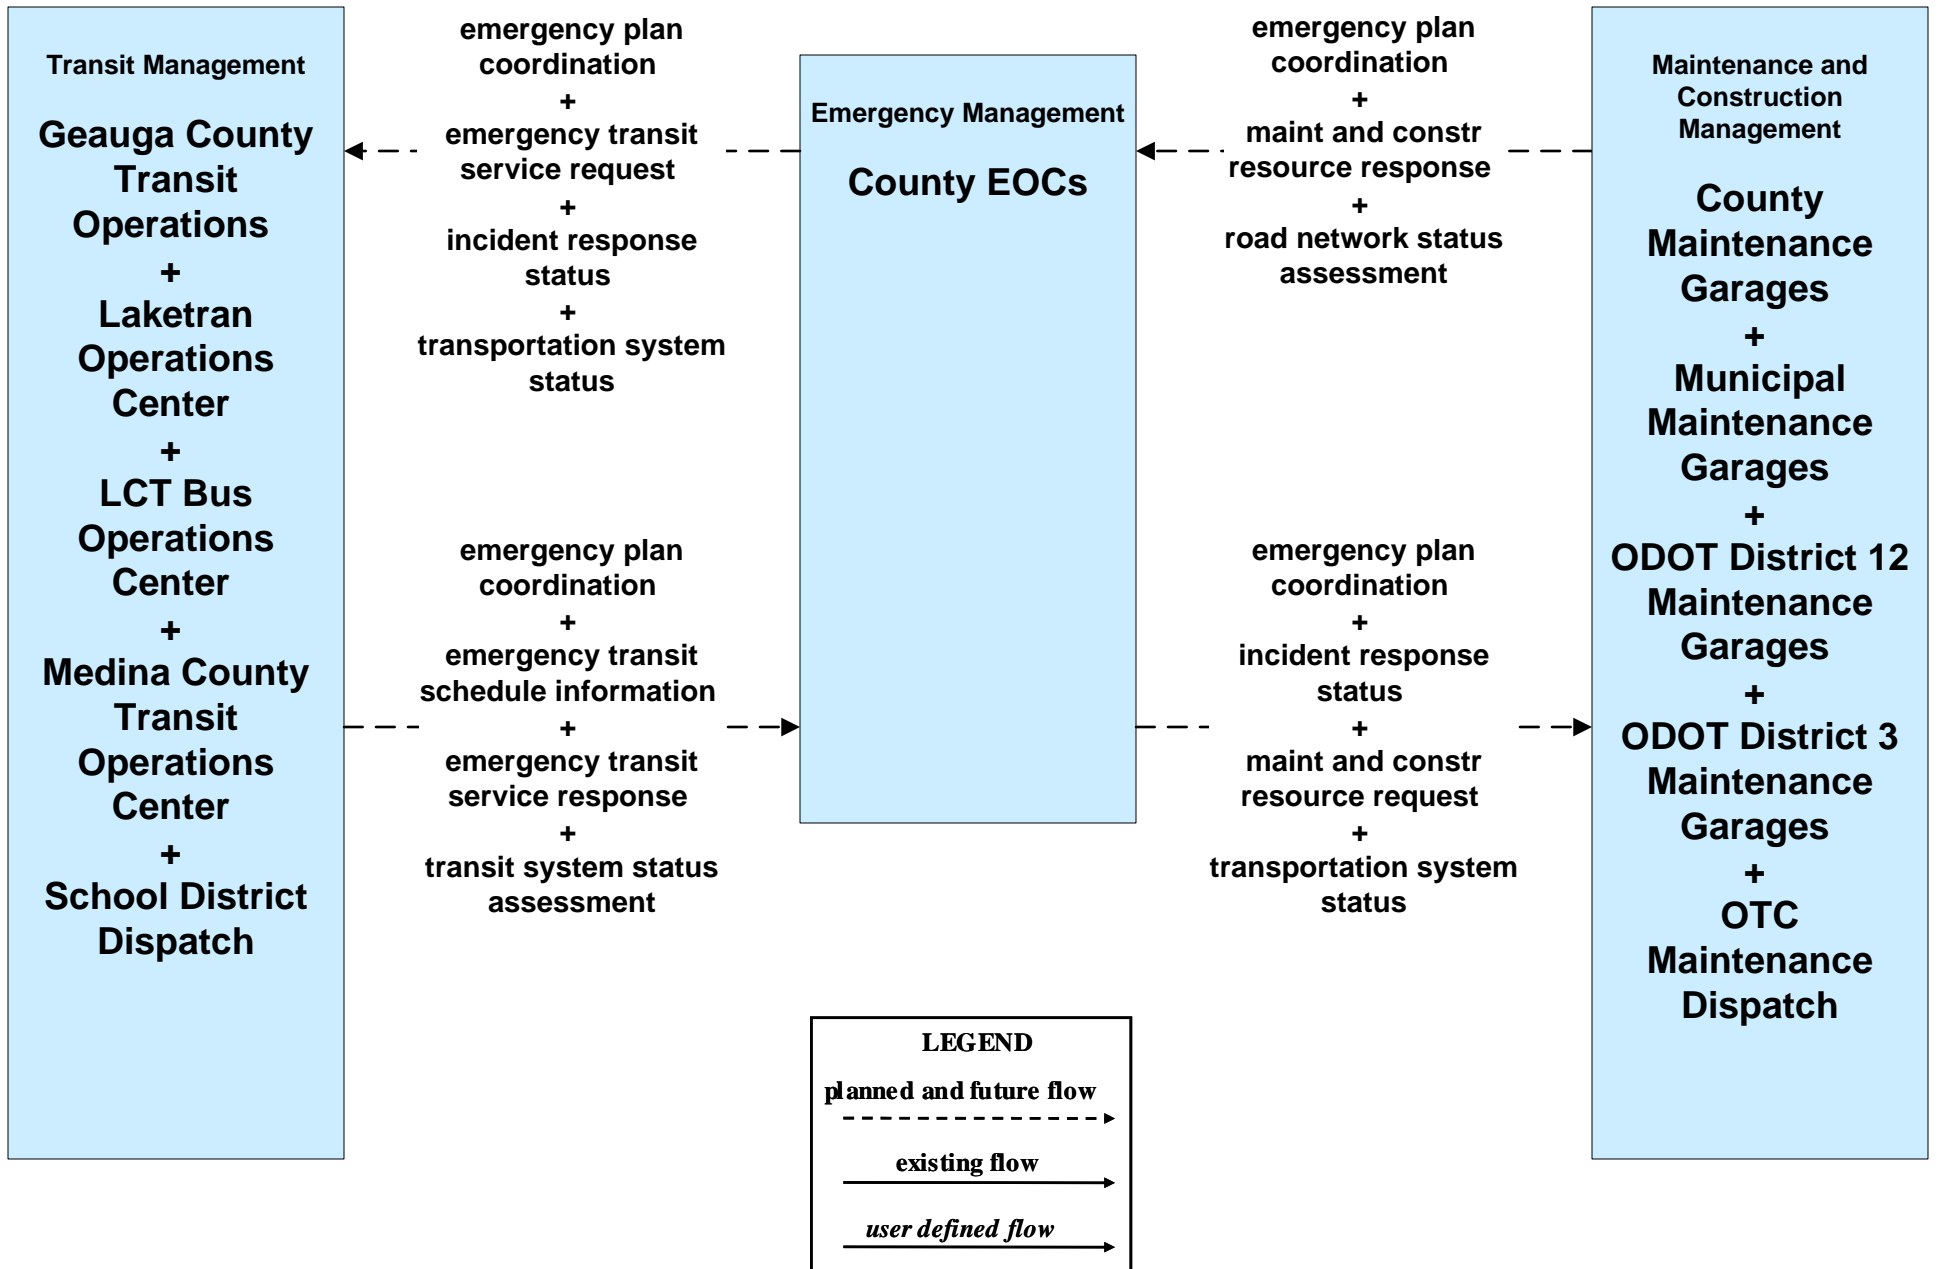 Transit Management
Geauga County
Transit
Operations
+
Laketran
Operations
Center
+
LCT Bus
Operations
Center
+
Medina County
Transit
Operations
Center
+
School District
Dispatch
emergency plan
coordination
+
emergency transit
service request
+
incident response
status
+
transportation system
status
emergency plan
coordination
+
emergency transit
schedule information
+
emergency transit
service response
+
transit system status
assessment
Emergency Management
County EOCs
emergency plan
coordination
+
maint and constr
resource response
+
road network status
assessment
emergency plan
coordination
+
incident response
status
+
maint and constr
resource request
+
transportation system
status
Maintenance and
Construction
Management
County
Maintenance
Garages
+
Municipal
Maintenance
Garages
+
ODOT District 12
Maintenance
Garages
+
ODOT District 3
Maintenance
Garages
+
OTC
Maintenance
Dispatch
LEGEND
planned and future flow
existing flow
user defined flow